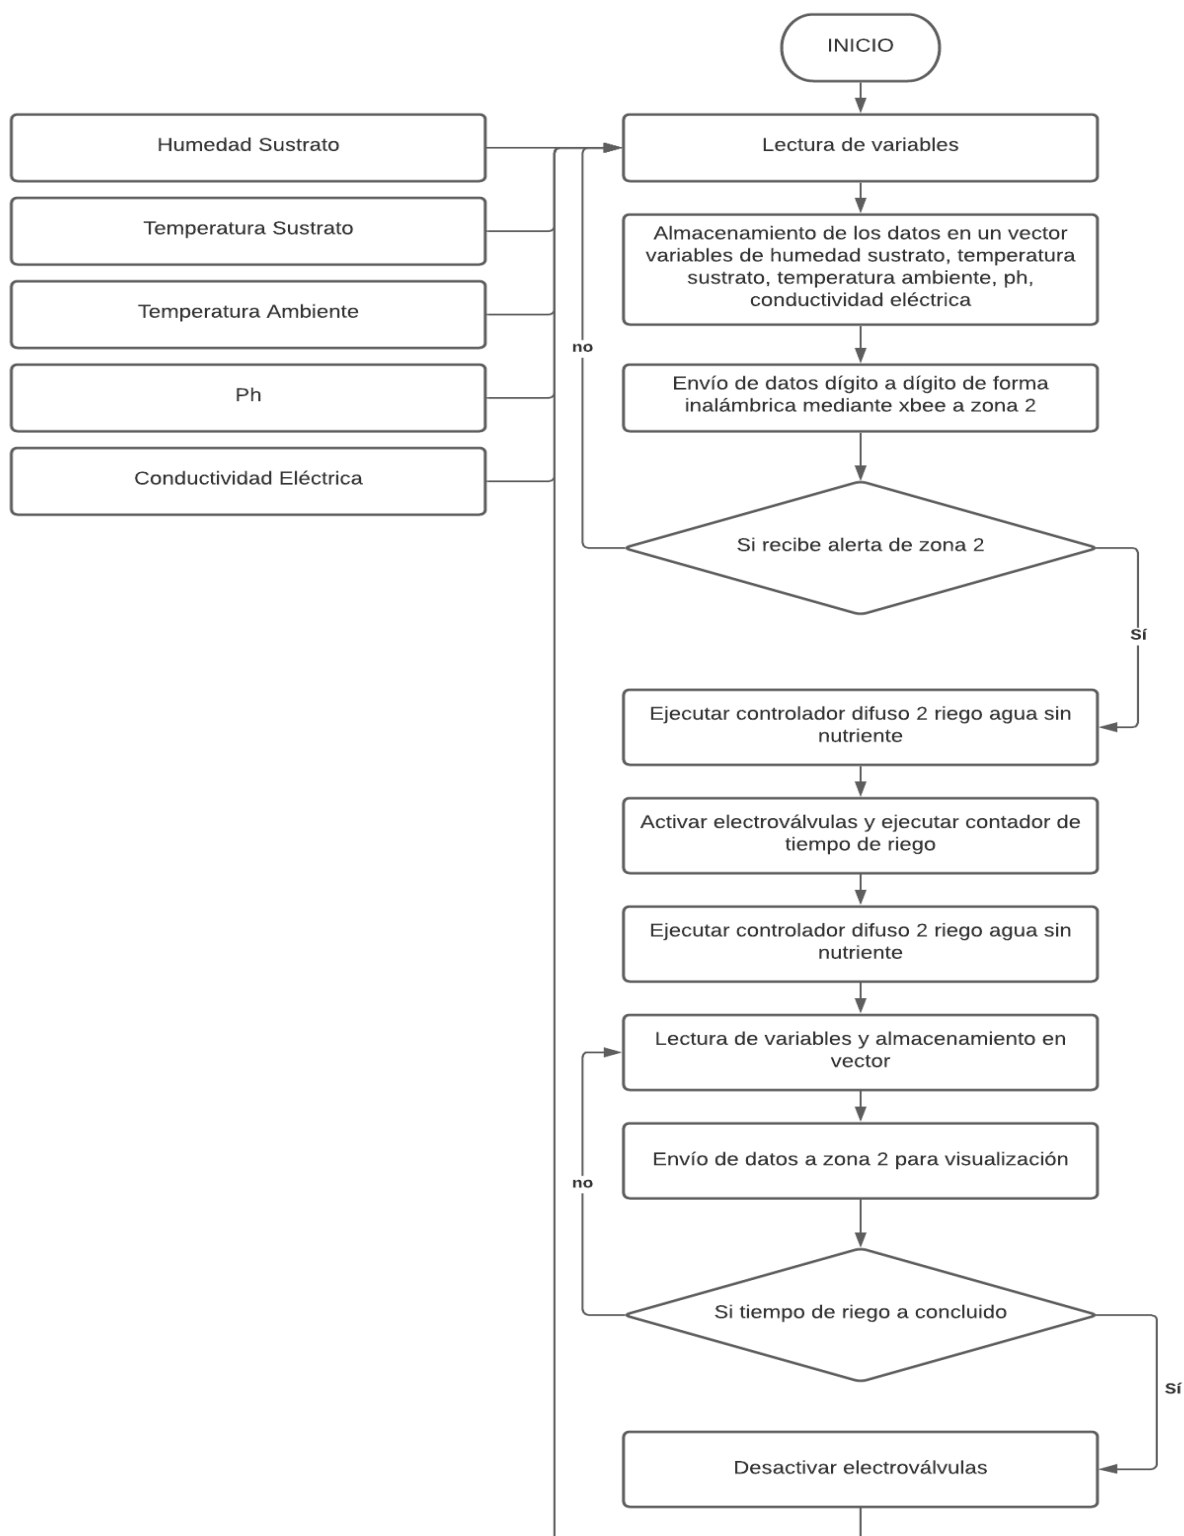 INICIO
Humedad Sustrato
Lectura de variables
Temperatura Sustrato
Almacenamiento de los datos en un vector
variables de humedad sustrato, temperatura
sustrato, temperatura ambiente, ph,
conductividad eléctrica
Temperatura Ambiente
no
Ph
Envío de datos dígito a dígito de forma
inalámbrica mediante xbee a zona 2
Conductividad Eléctrica
Si recibe alerta de zona 2
Sí
Ejecutar controlador difuso 2 riego agua sin
nutriente
Activar electroválvulas y ejecutar contador de
tiempo de riego
Ejecutar controlador difuso 2 riego agua sin
nutriente
Lectura de variables y almacenamiento en
vector
Envío de datos a zona 2 para visualización
no
Si tiempo de riego a concluido
Sí
Desactivar electroválvulas